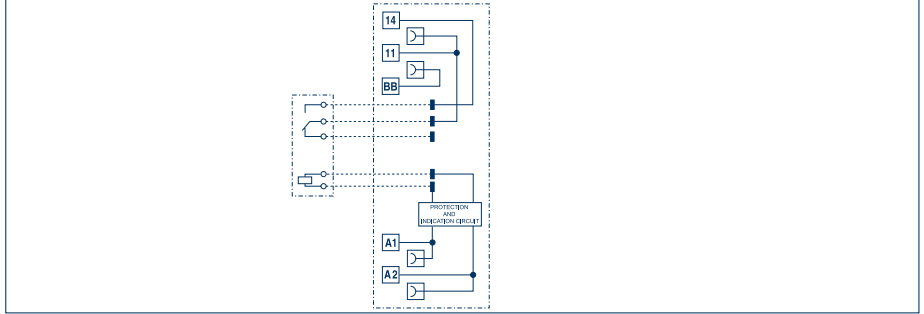 14
11
BB
PROTECTION
AND
INDICATION CIRCUIT
A1
A2